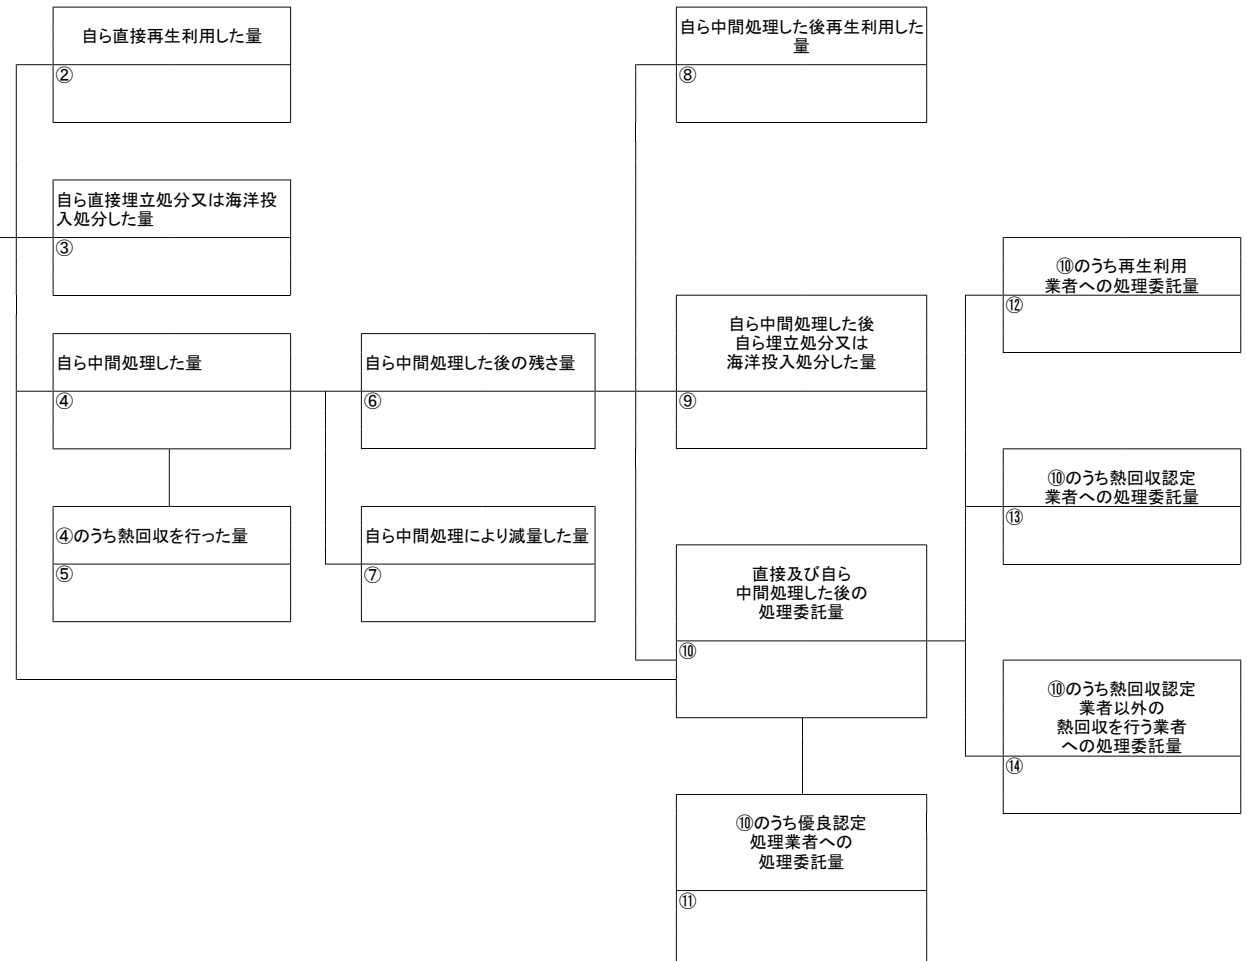 自ら直接再生利用した量
②
自ら直接埋立処分又は海洋投
入処分した量
③
自ら中間処理した量
④
④のうち熱回収を行った量
⑤
自ら中間処理した後の残さ量
⑥
自ら中間処理により減量した量
⑦
自ら中間処理した後再生利用した
量
⑧
自ら中間処理した後
自ら埋立処分又は
海洋投入処分した量
⑨
直接及び自ら
中間処理した後の
処理委託量
⑩
⑩のうち優良認定
処理業者への
処理委託量
⑪
⑩のうち再生利用
業者への処理委託量
⑫
⑩のうち熱回収認定
業者への処理委託量
⑬
⑩のうち熱回収認定
業者以外の
熱回収を行う業者
への処理委託量
⑭